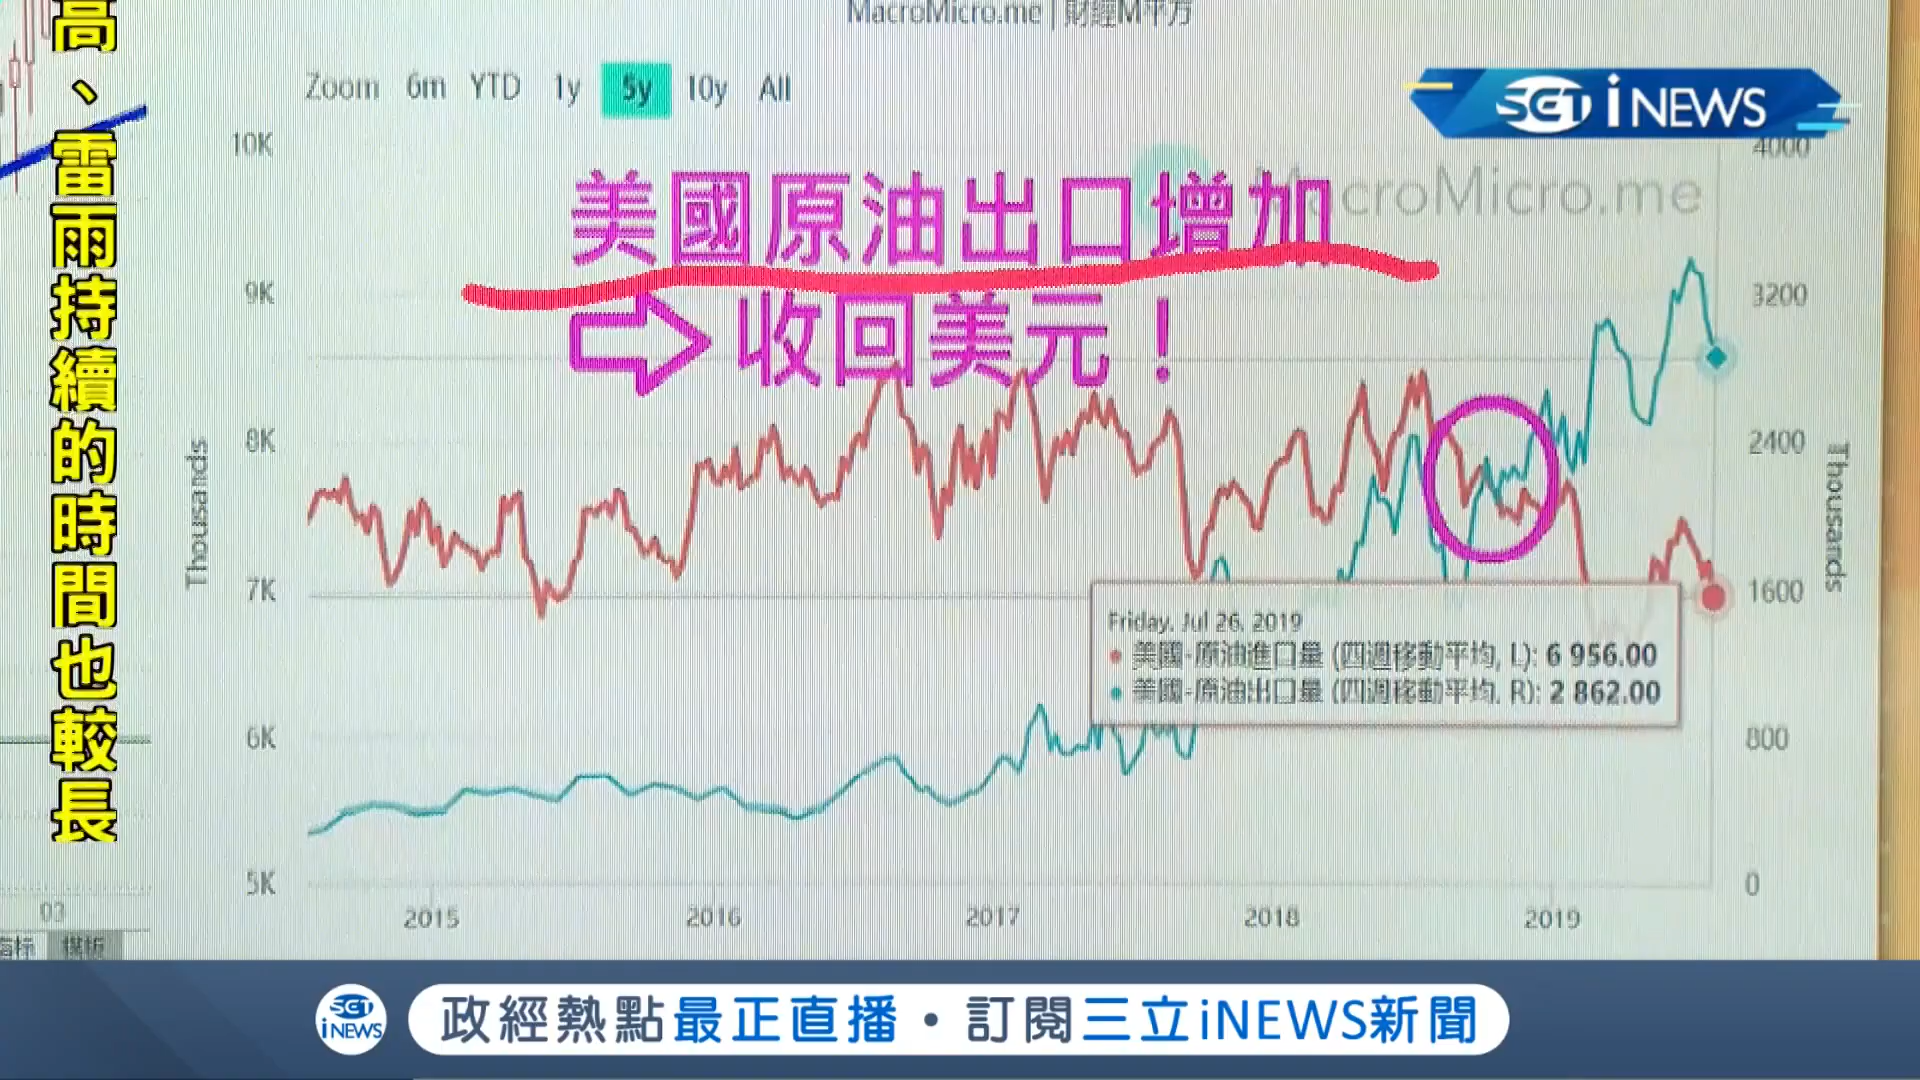 高、雷雨持續的時間也較長
MacroMicro.me | 財經M平方
Zoom 6m YTD 1y 5y 10y All
SET iNEWS
10K
4000
MacroMicro.me
美國原油出口增加
9K
3200
收回美元！
8K
2400
Thousands
Thousands
7K
1600
Friday, Jul 26, 2019
美國-原油進口量 (四週移動平均, L): 6 956.00
美國-原油出口量 (四週移動平均, R): 2 862.00
6K
800
5K
0
03
2015 2016 2017 2018 2019
模板
SET iNEWS
政經熱點最正直播・訂閱三立iNEWS新聞